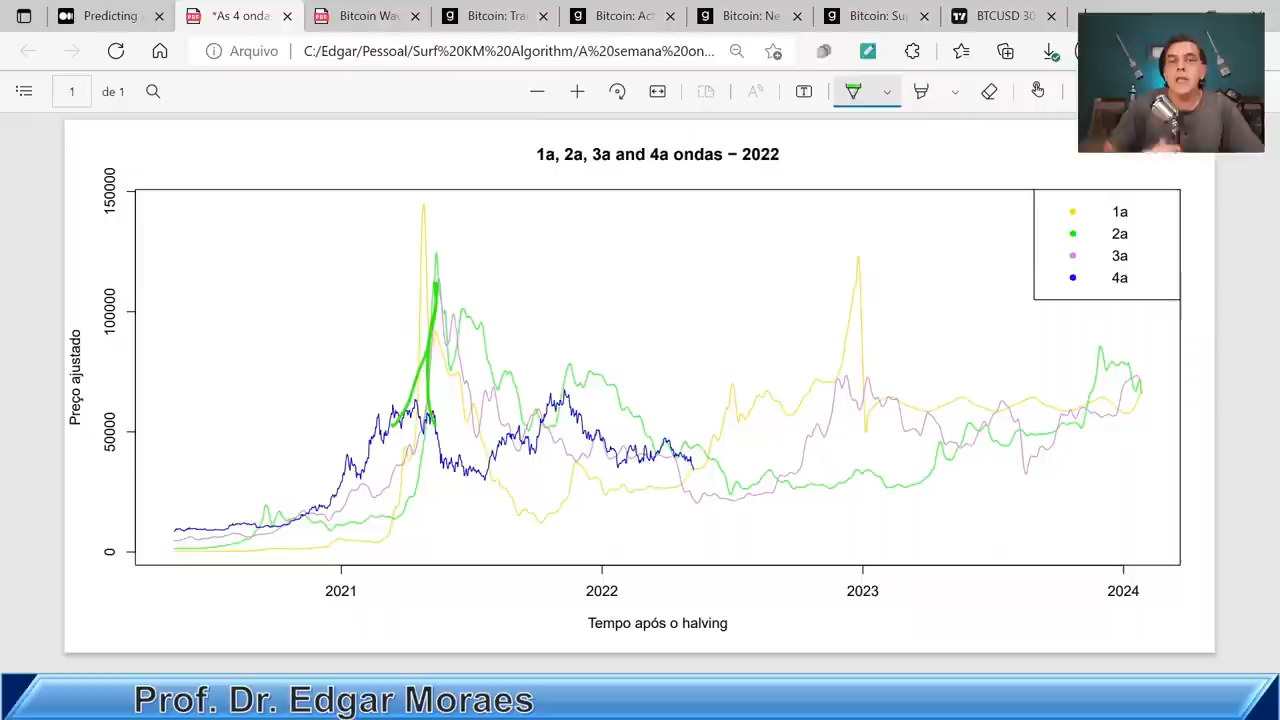 Predicting
*As 4 onda
Bitcoin Wa
Bitcoin: Tra
Bitcoin: Ac
Bitcoin: Ne
Bitcoin: Su
BTCUSD 30
Arquivo
C:/Edgar/Pessoal/Surf%20KM%20Algorithm/A%20semana%20on...
1
de 1
1a, 2a, 3a and 4a ondas − 2022
1a
2a
3a
4a
150000
100000
50000
0
Preço ajustado
2021
2022
2023
2024
Tempo após o halving
Prof. Dr. Edgar Moraes